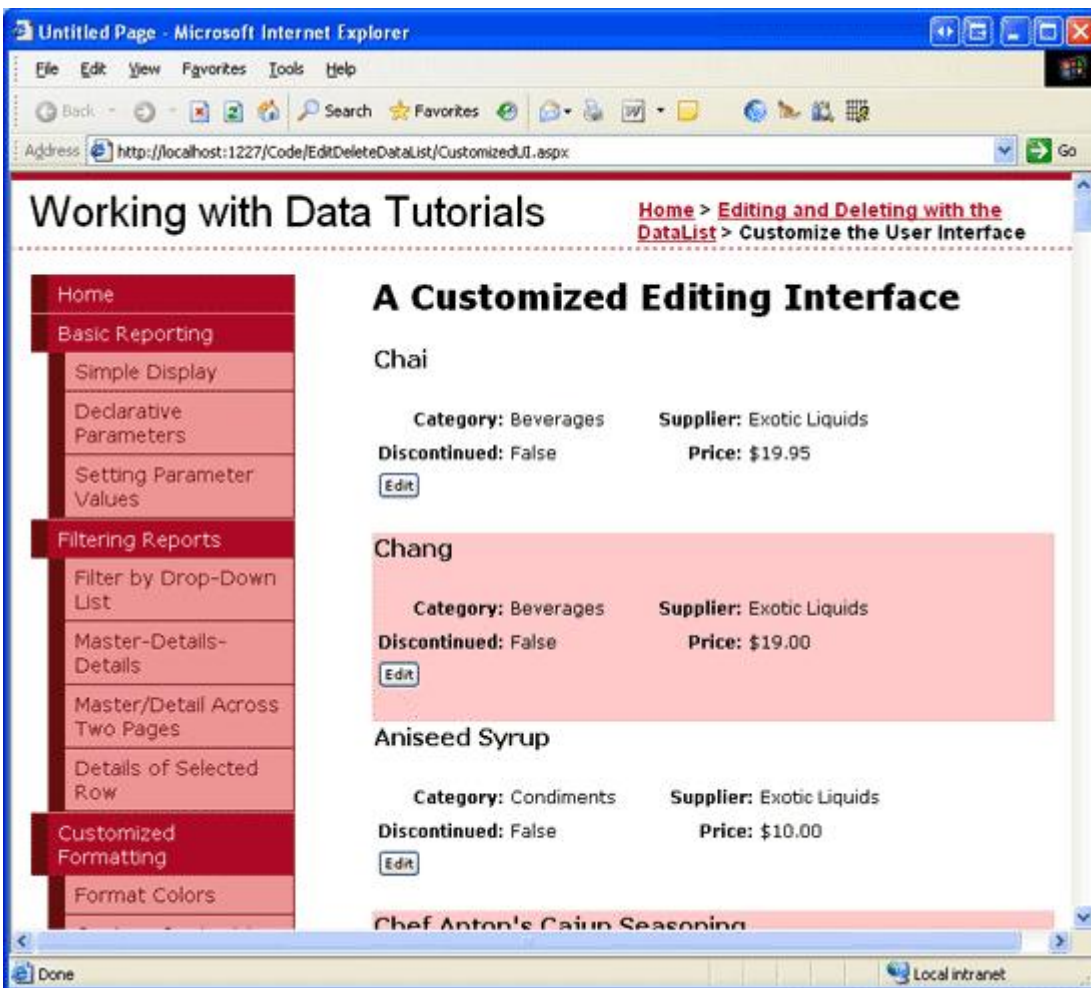 Untitled Page - Microsoft Internet Explorer
File Edit View Favorites Tools Help
Back Search Favorites
Address http://localhost:1227/Code/EditDeleteDataList/CustomizedUI.aspx Go
Working with Data Tutorials
Home > Editing and Deleting with the
DataList > Customize the User Interface
Home
Basic Reporting
Simple Display
Declarative
Parameters
Setting Parameter
Values
Filtering Reports
Filter by Drop-Down
List
Master-Details-
Details
Master/Detail Across
Two Pages
Details of Selected
Row
Customized
Formatting
Format Colors
A Customized Editing Interface
Chai
Category: Beverages Supplier: Exotic Liquids
Discontinued: False Price: $19.95
Edit
Chang
Category: Beverages Supplier: Exotic Liquids
Discontinued: False Price: $19.00
Edit
Aniseed Syrup
Category: Condiments Supplier: Exotic Liquids
Discontinued: False Price: $10.00
Edit
Chef Anton's Cajun Seasoning
Done Local intranet